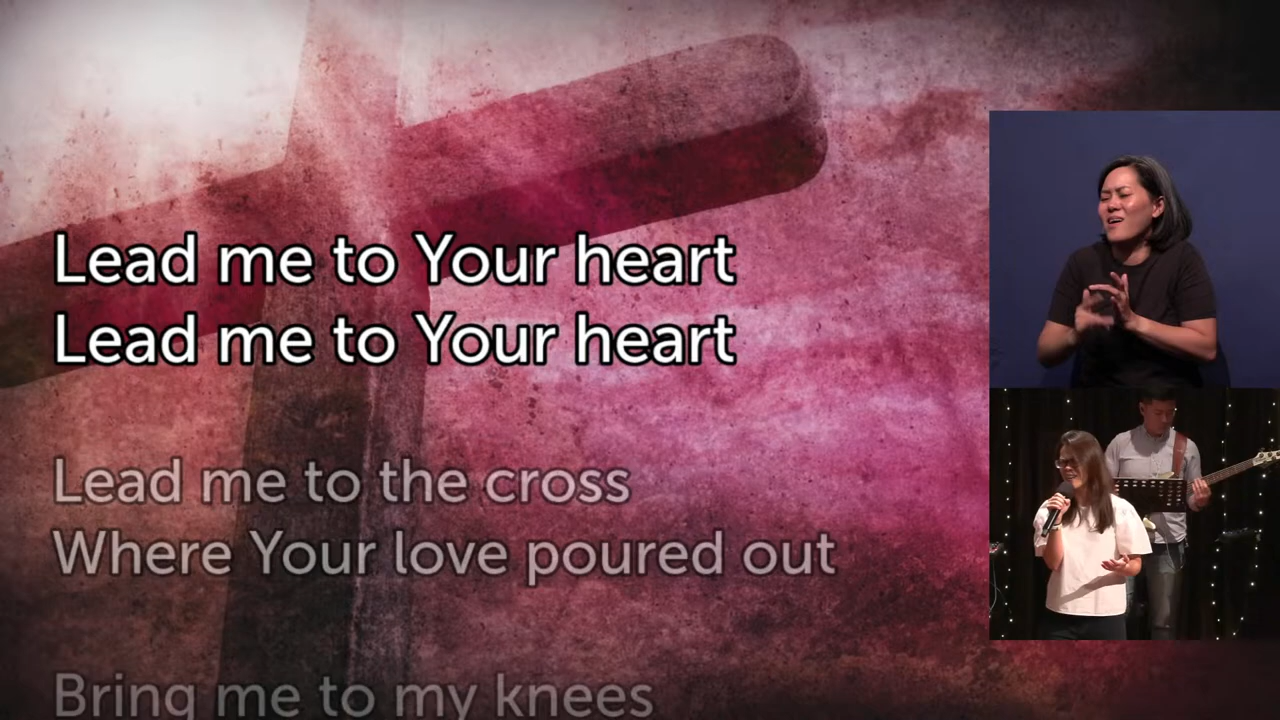 Lead me to Your heart
Lead me to Your heart
Lead me to the cross
Where Your love poured out
Bring me to my knees